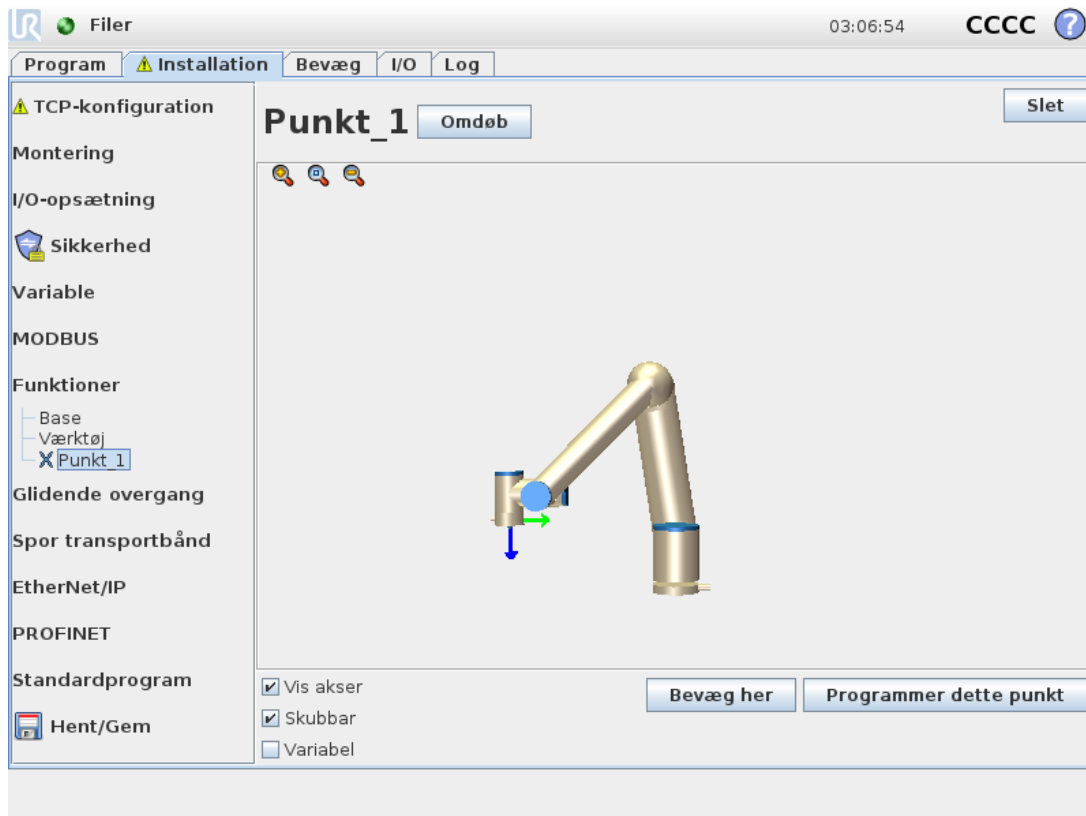 UR Filer 03:06:54 CCCC ?
Program Installation Bevæg I/O Log
TCP-konfiguration
Montering
I/O-opsætning
Sikkerhed
Variable
MODBUS
Funktioner
Base
Værktøj
Punkt_1
Glidende overgang
Spor transportbånd
EtherNet/IP
PROFINET
Standardprogram
Hent/Gem
Punkt_1 Omdøb
Slet
Vis akser
Skubbar
Variabel
Bevæg her
Programmer dette punkt